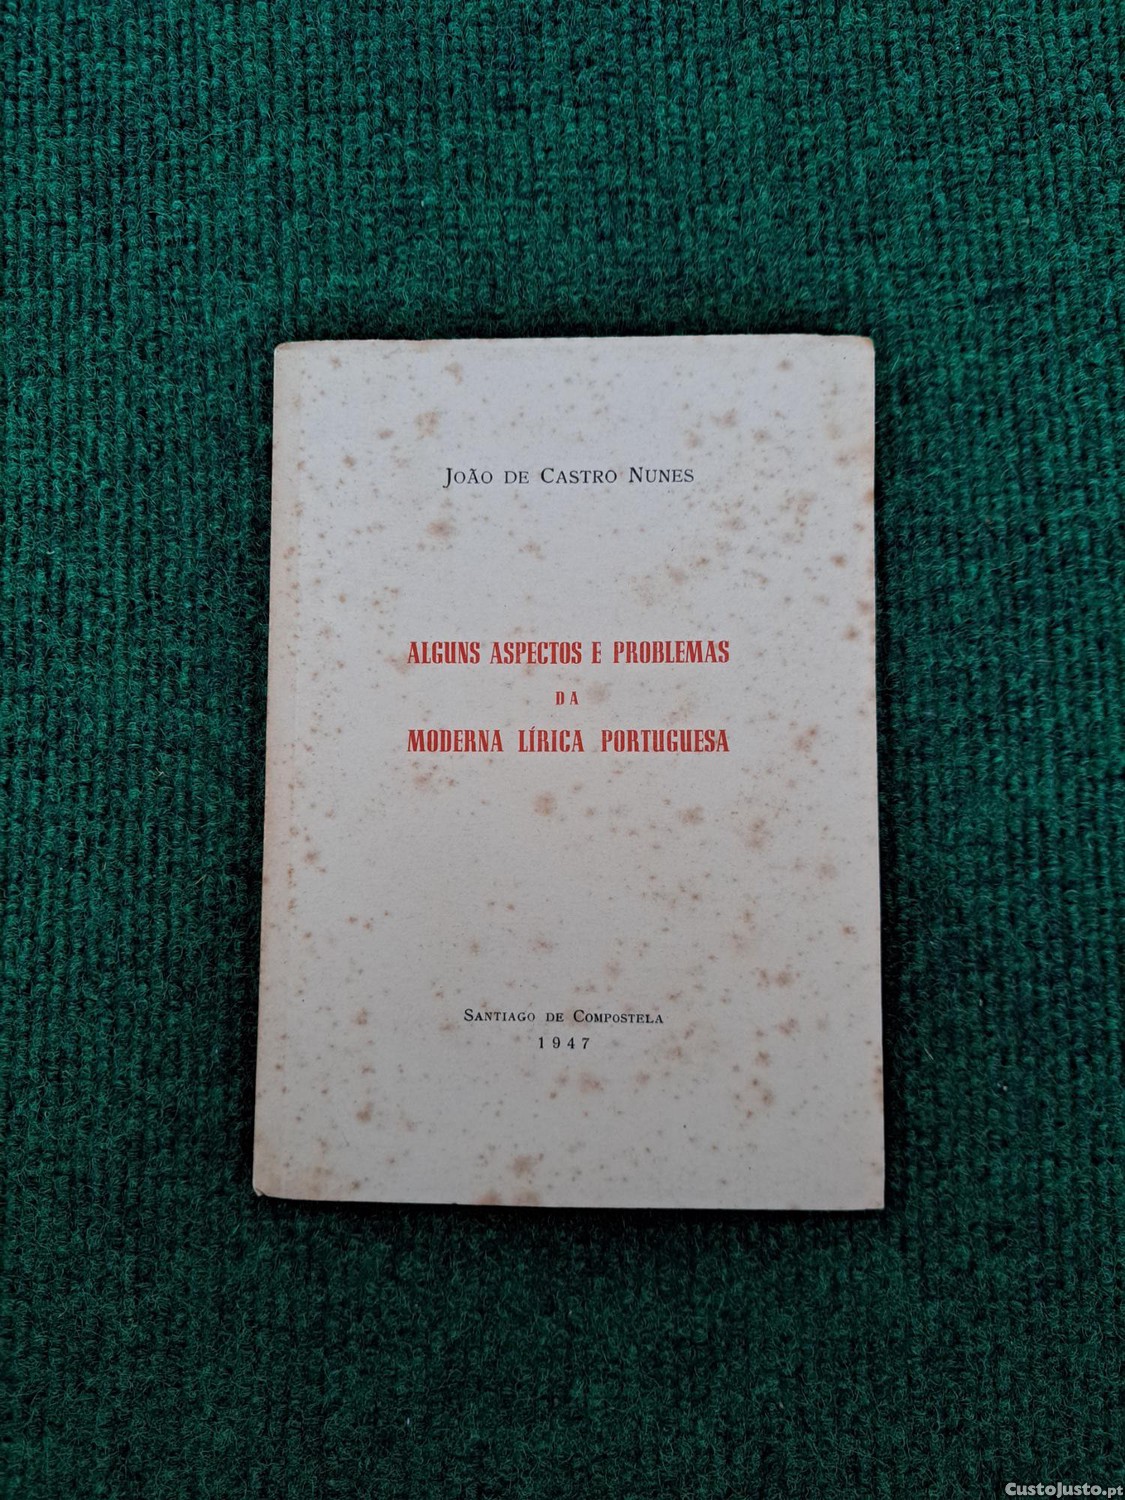 João de Castro Nunes
ALGUNS ASPECTOS E PROBLEMAS
DA
MODERNA LÍRICA PORTUGUESA
Santiago de Compostela
1947
CustoJusto.pt